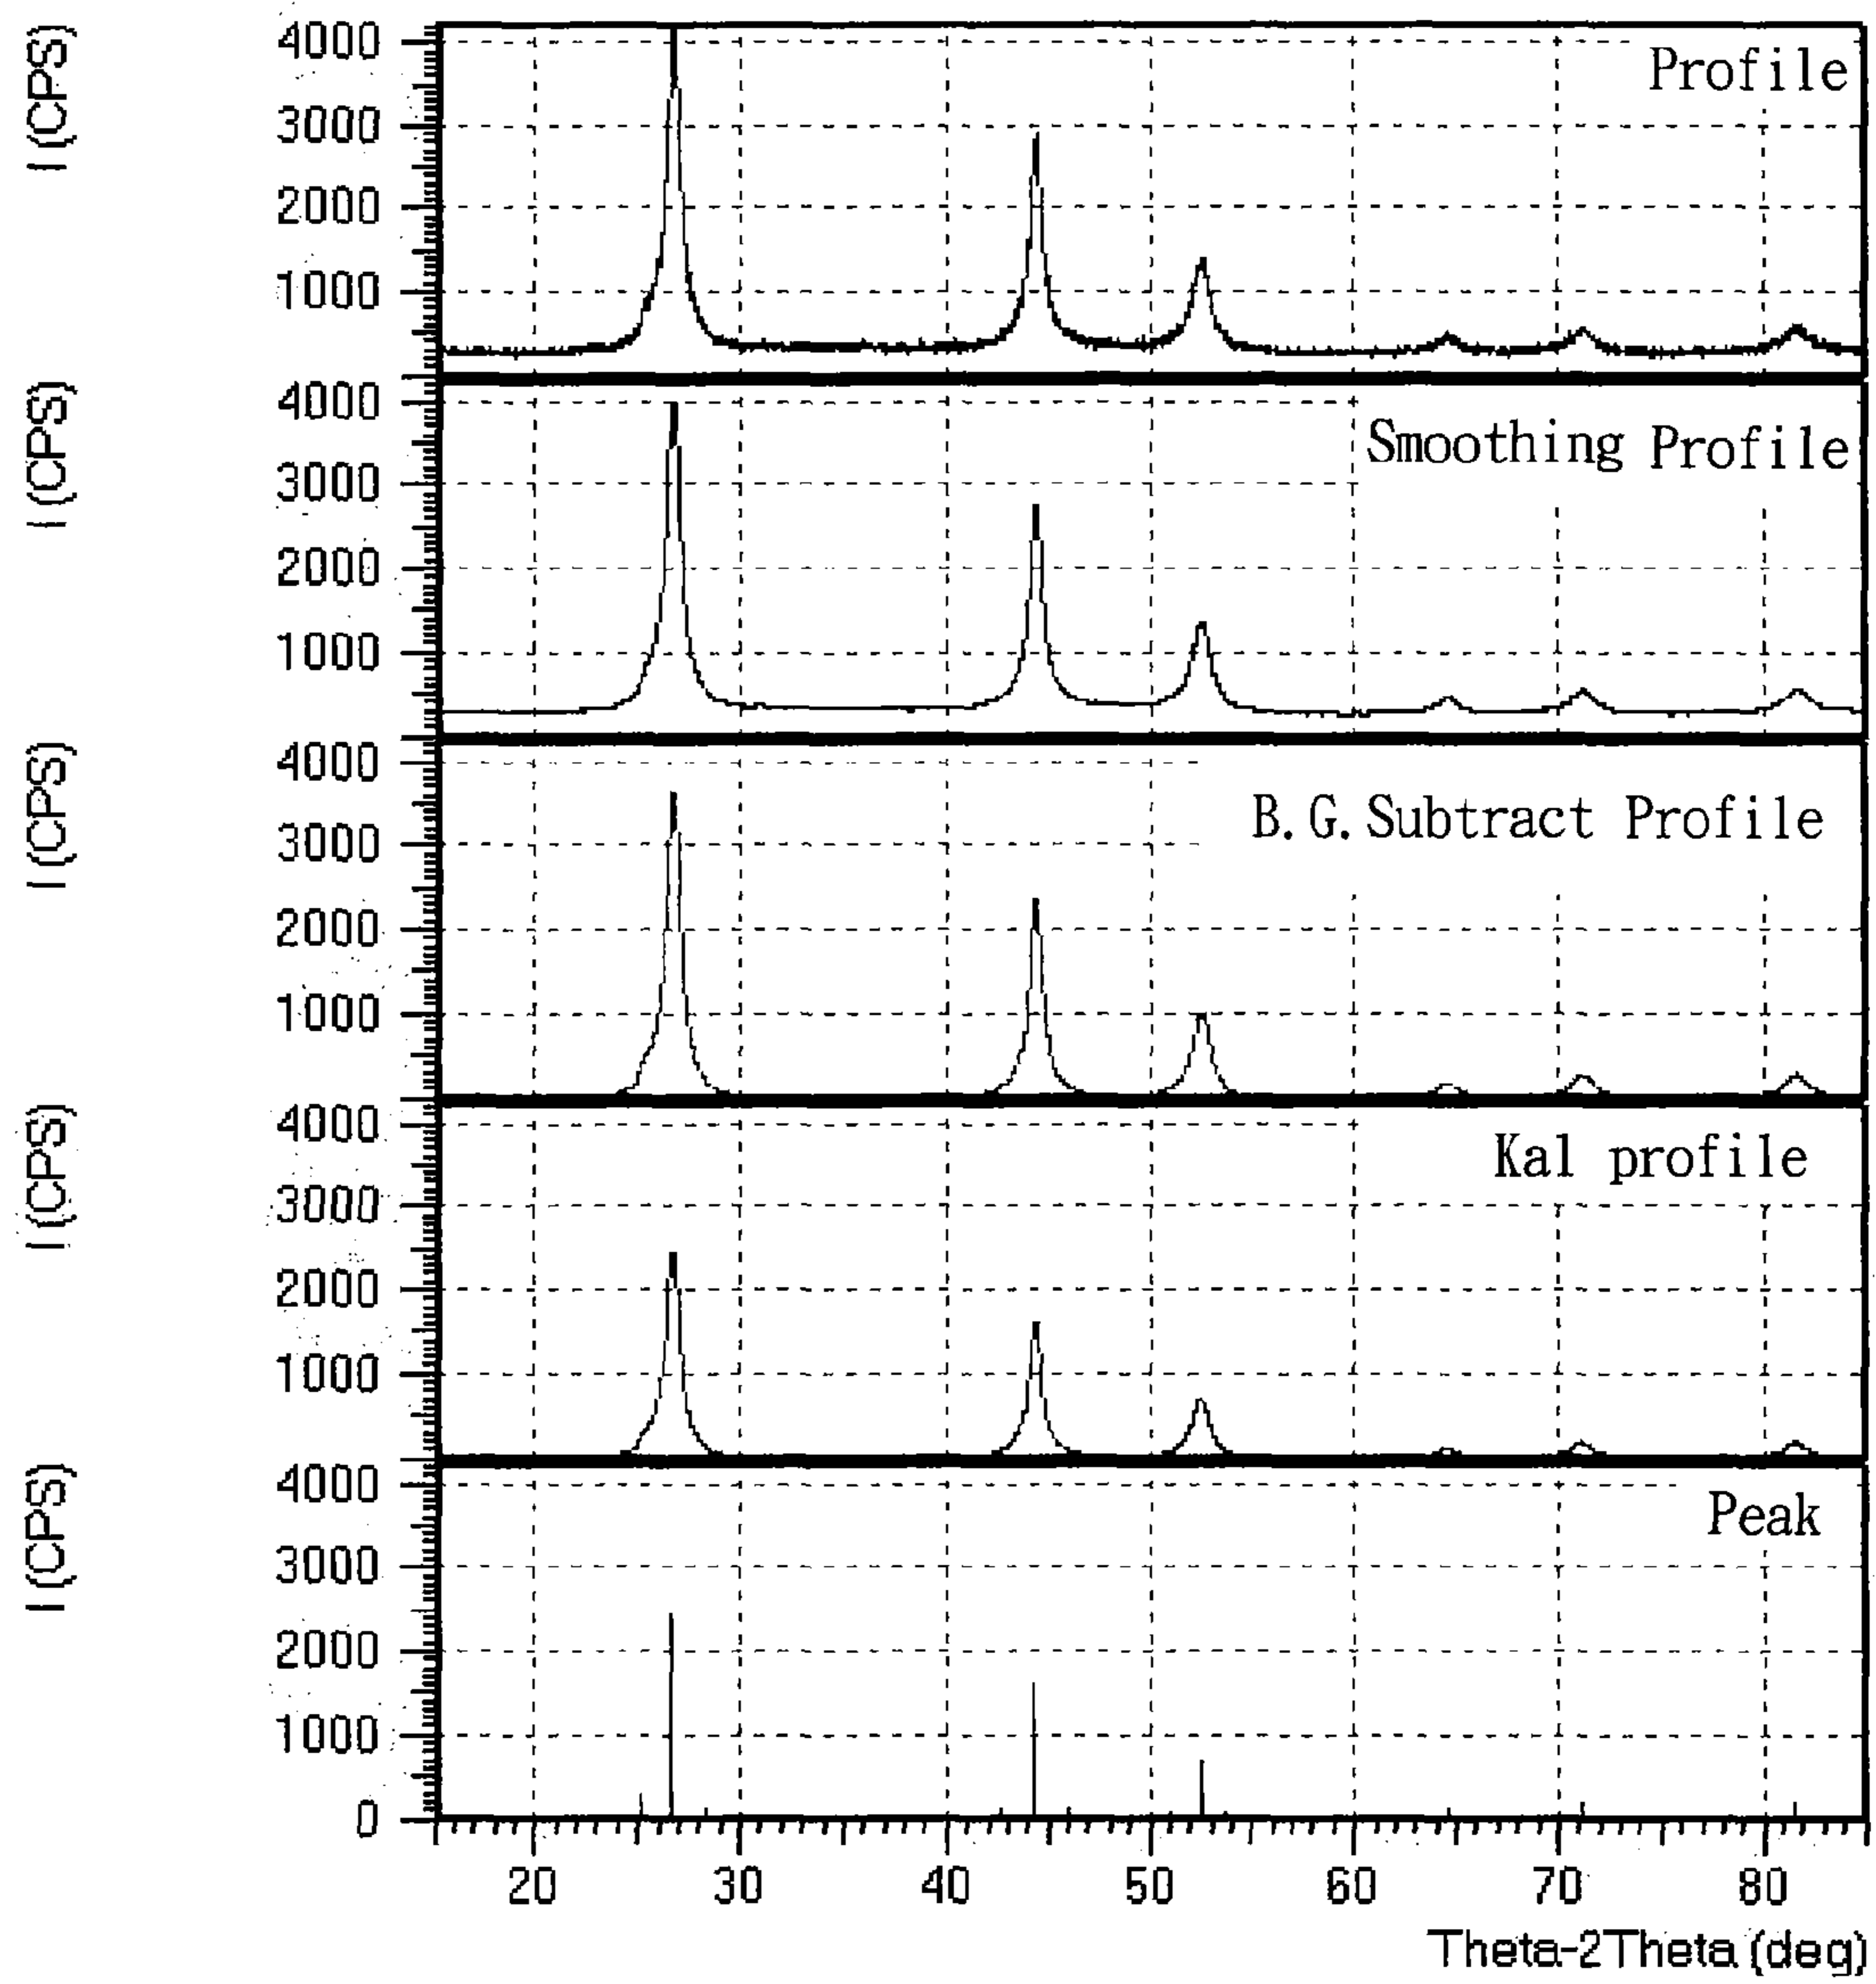 I (CPS)
4000
3000
2000
1000
Profile
I (CPS)
4000
3000
2000
1000
Smoothing Profile
I (CPS)
4000
3000
2000
1000
B.G.Subtract Profile
I (CPS)
4000
3000
2000
1000
Kal profile
I (CPS)
4000
3000
2000
1000
0
Peak
20 30 40 50 60 70 80
Theta-2Theta (deg)